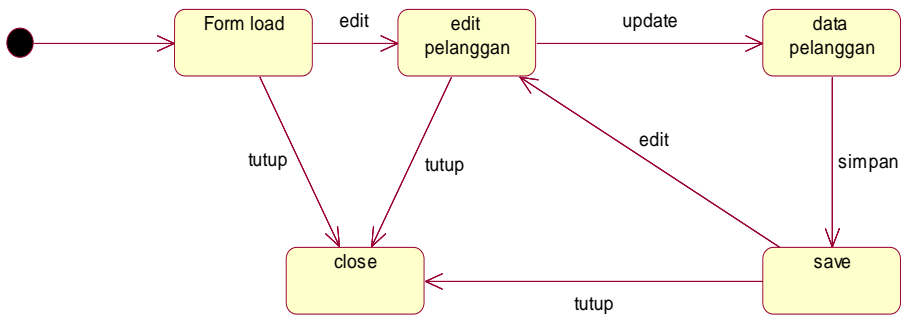 Form load
edit
edit
pelanggan
update
data
pelanggan
tutup
tutup
edit
simpan
close
save
tutup